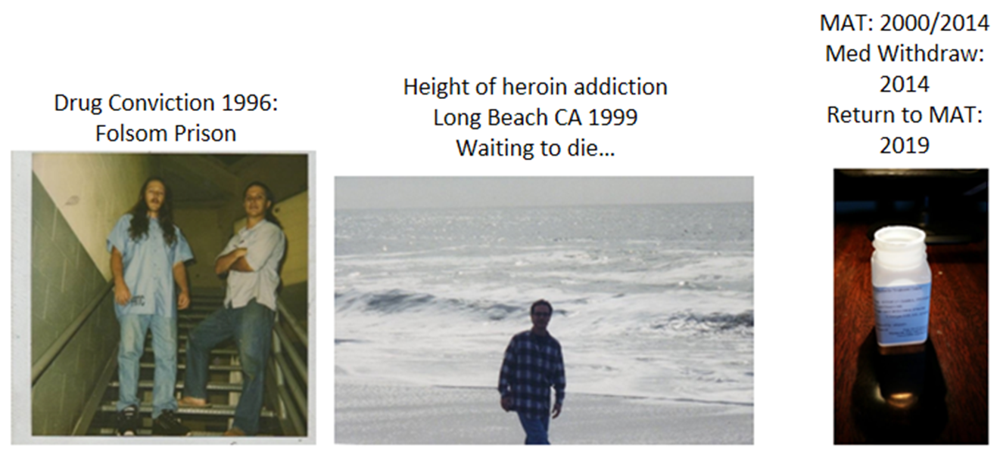 Drug Conviction 1996:
Folsom Prison
Height of heroin addiction
Long Beach CA 1999
Waiting to die…
MAT: 2000/2014
Med Withdraw:
2014
Return to MAT:
2019